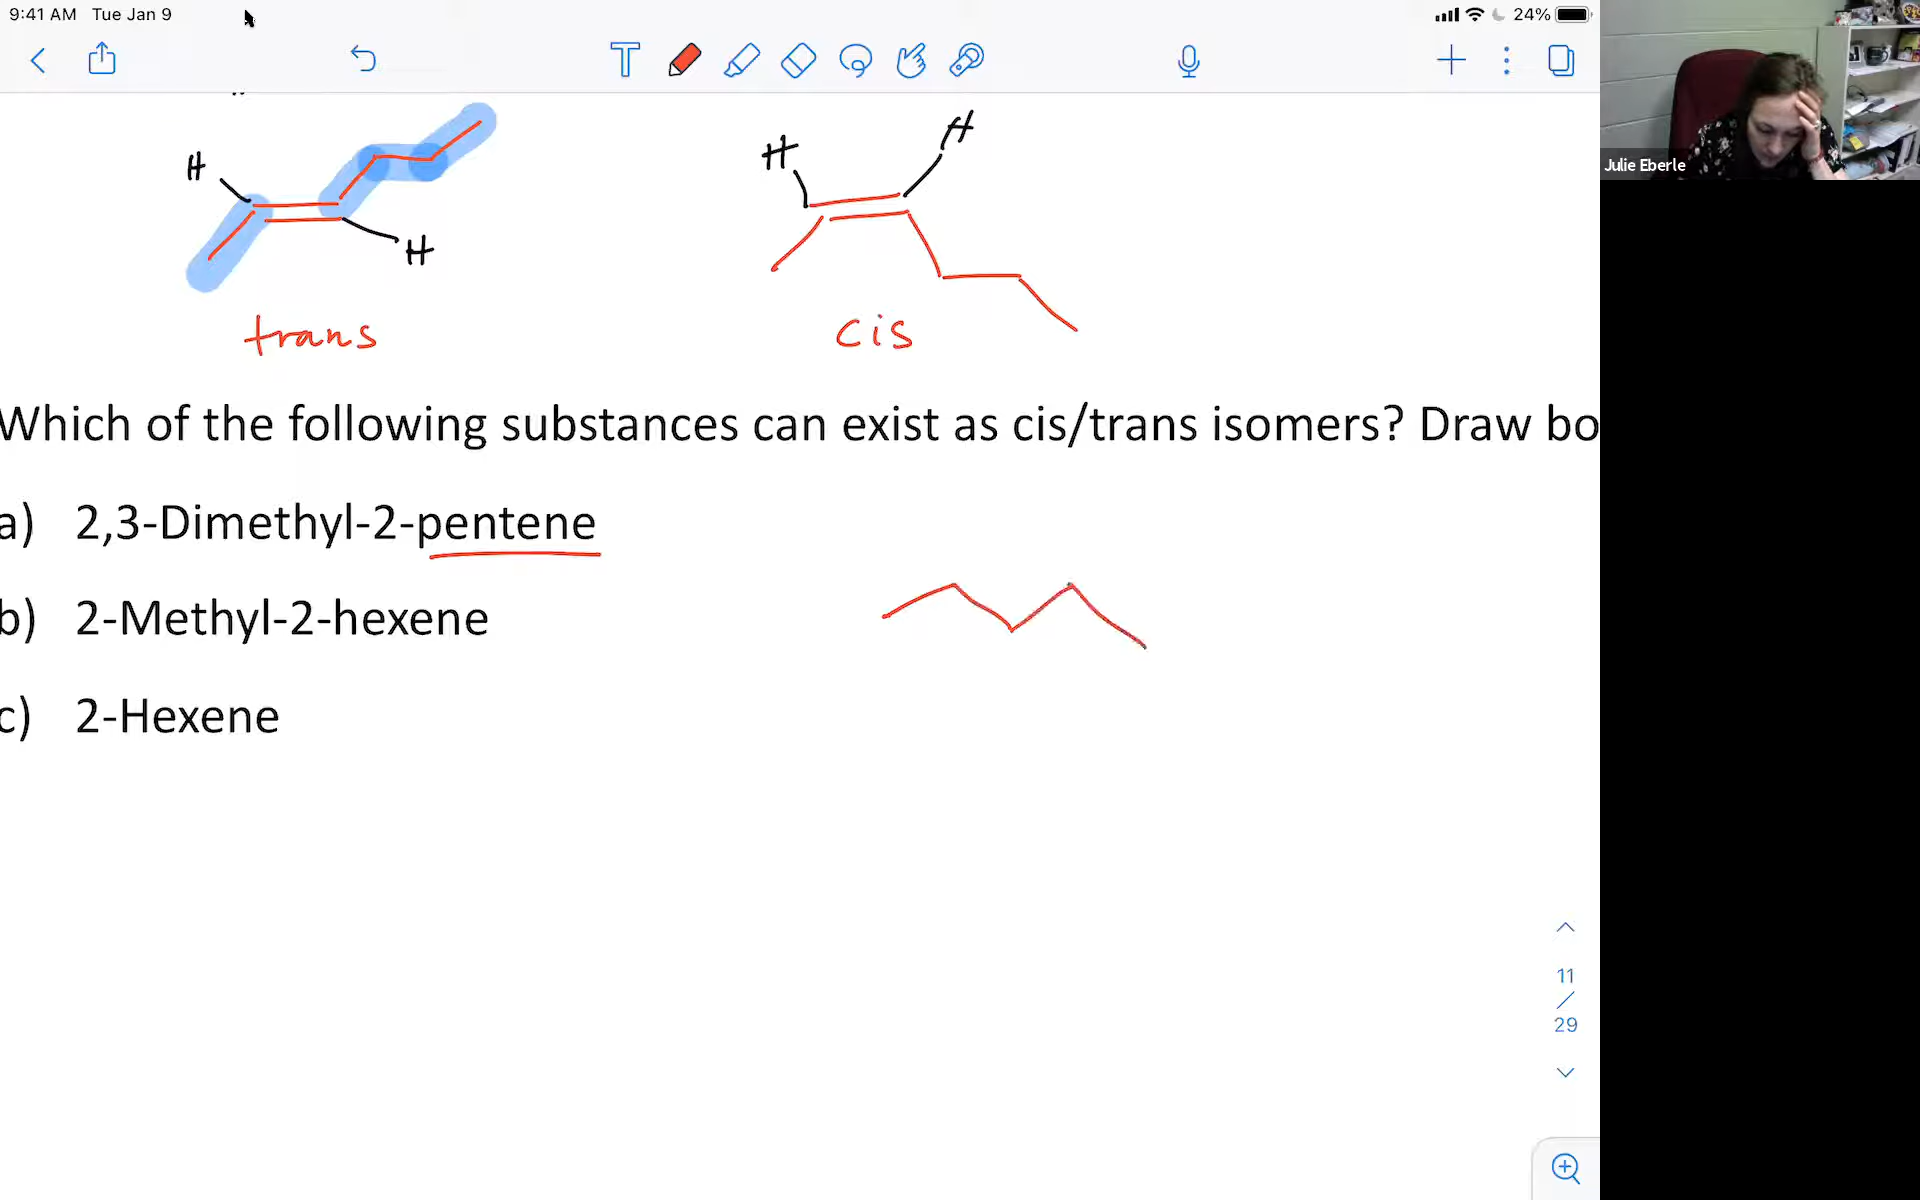 9:41 AM Tue Jan 9
24%
T
H
H
H
H
trans
cis
Julie Eberle
Which of the following substances can exist as cis/trans isomers? Draw bo
a) 2,3-Dimethyl-2-pentene
b) 2-Methyl-2-hexene
c) 2-Hexene
11
/
29